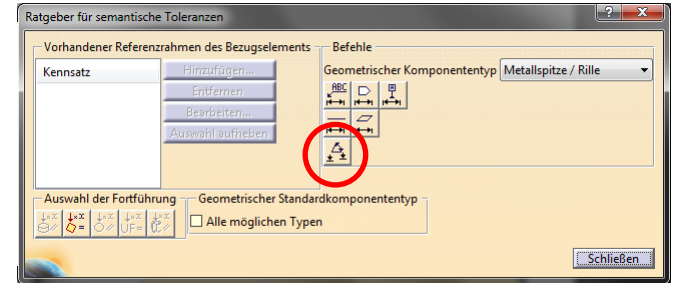 Ratgeber für semantische Toleranzen
Vorhandener Referenzrahmen des Bezugselements
Kennsatz
Hinzufügen...
Entfernen
Bearbeiten...
Auswahl aufheben
Befehle
Geometrischer Komponententyp
Metallspitze / Rille
ABC
Auswahl der Fortführung
UF=
Geometrischer Standardkomponententyp
Alle möglichen Typen
Schließen